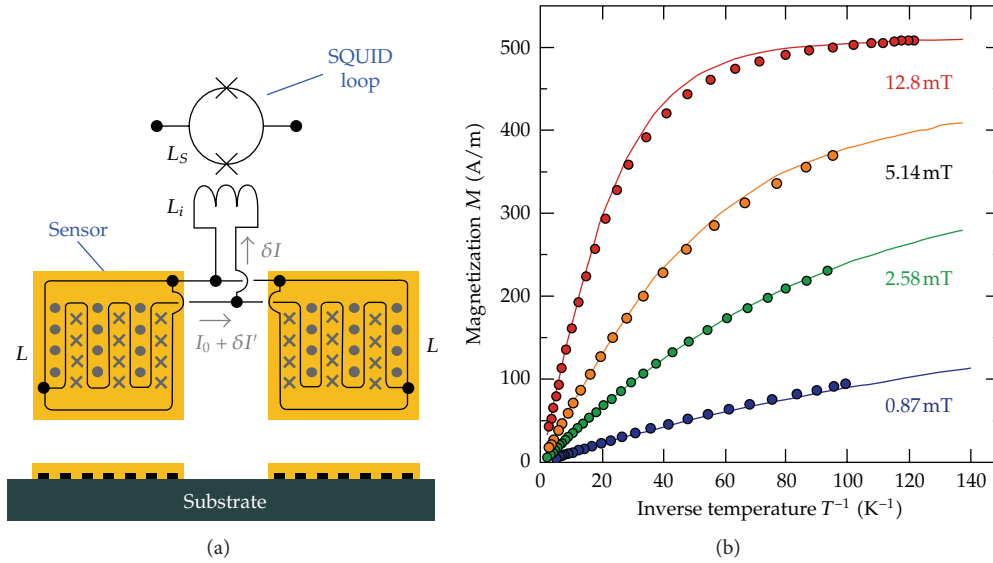 SQUID
loop
L_S
L_i
Sensor
δI
I_0 + δI′
L
L
Substrate
(a)
Magnetization M (A/m)
500
400
300
200
100
0
12.8 mT
5.14 mT
2.58 mT
0.87 mT
0 20 40 60 80 100 120 140
Inverse temperature T⁻¹ (K⁻¹)
(b)